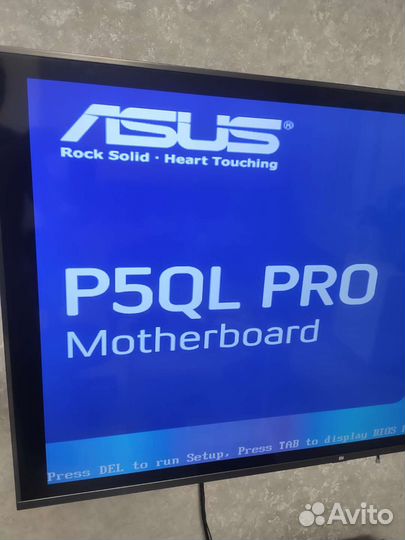 ASUS®
Rock Solid · Heart Touching
P5QL PRO
Motherboard
Press DEL to run Setup, Press TAB to display BIOS
Avito